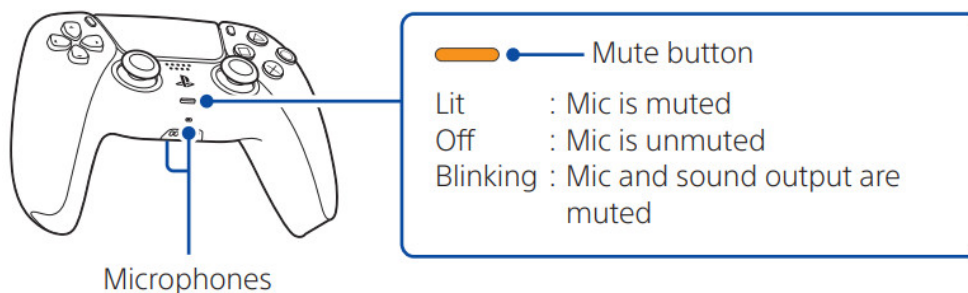 Mute button
Lit : Mic is muted
Off : Mic is unmuted
Blinking : Mic and sound output are
muted
Microphones